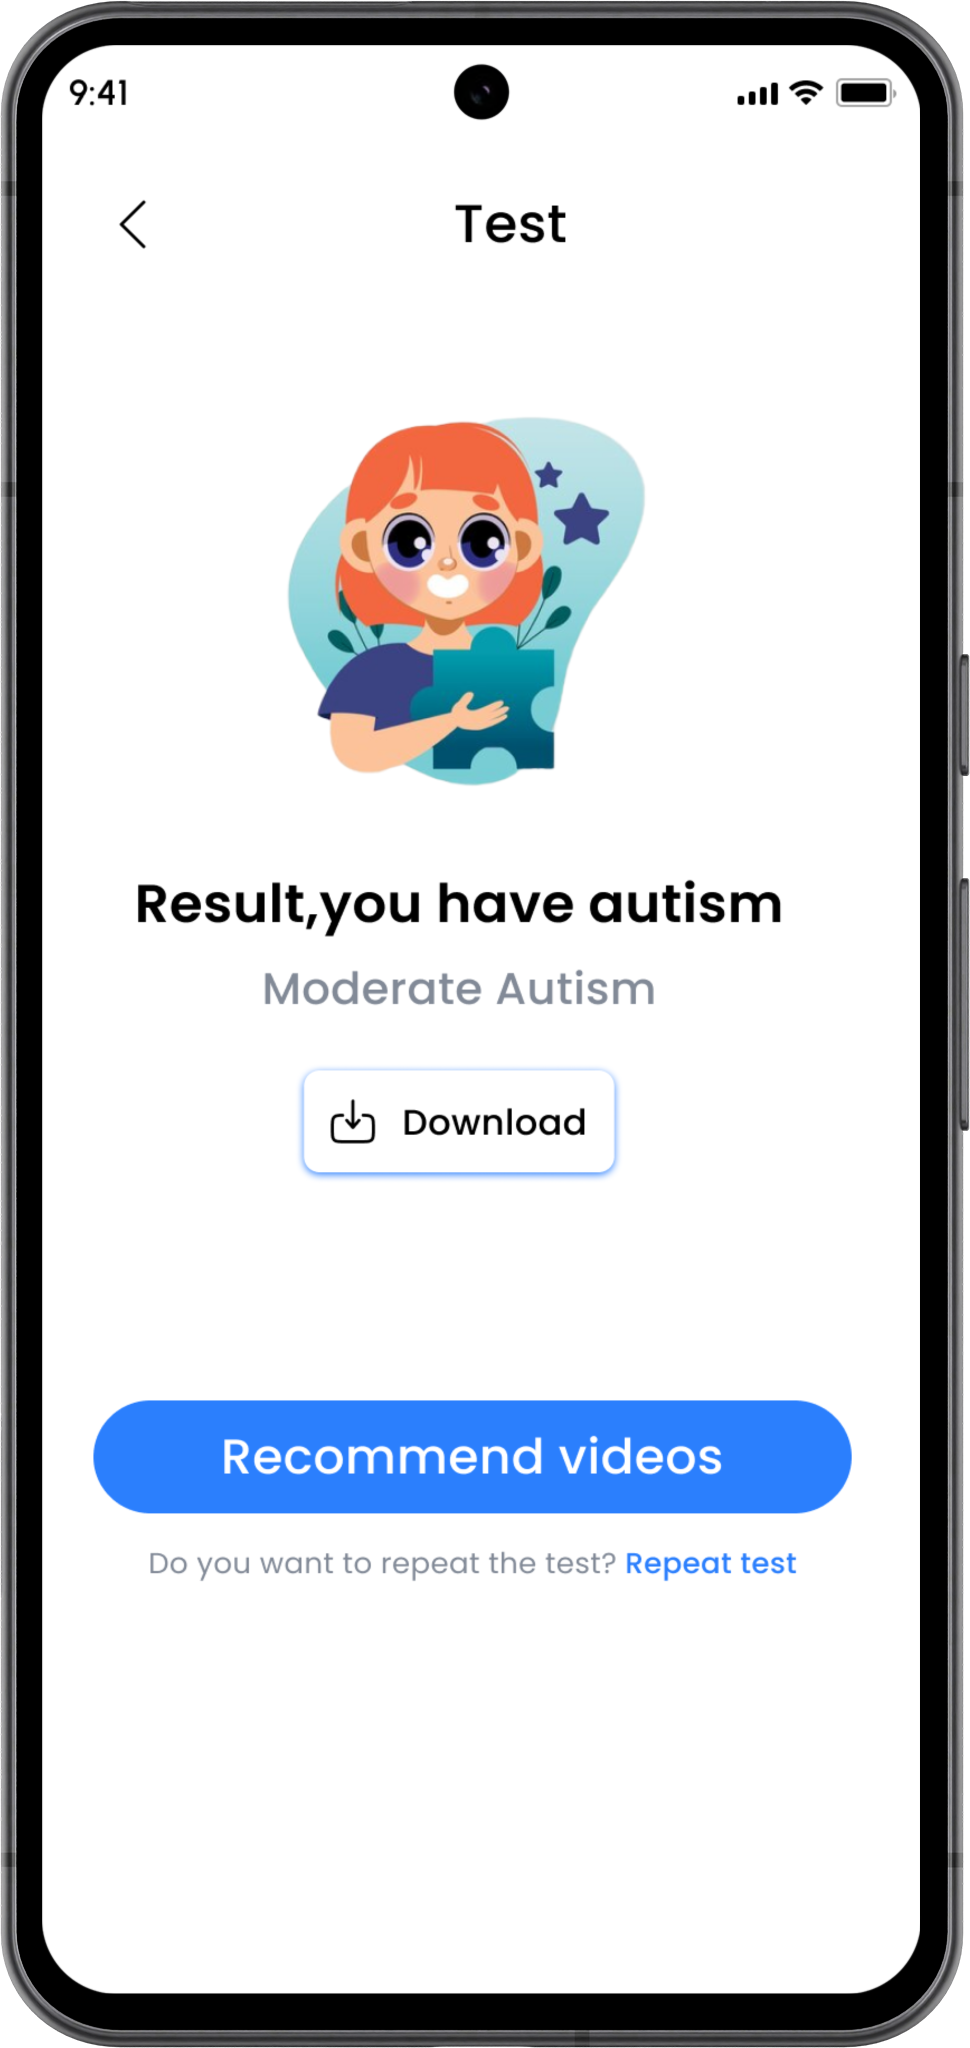 9:41
Test
Result,you have autism
Moderate Autism
Download
Recommend videos
Do you want to repeat the test? Repeat test